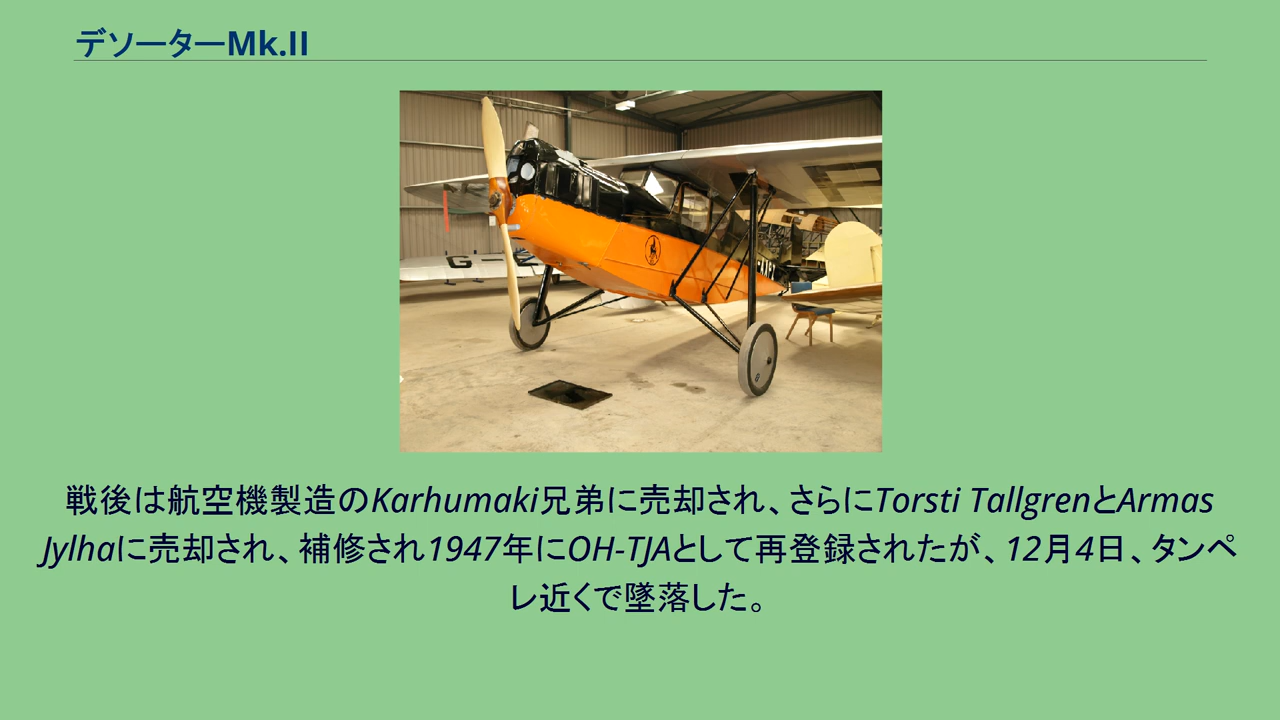 デソーターMk.II
戦後は航空機製造のKarhumaki兄弟に売却され、さらにTorsti TallgrenとArmas
Jylhaに売却され、補修され1947年にOH-TJAとして再登録されたが、12月4日、タンペ
レ近くで墜落した。